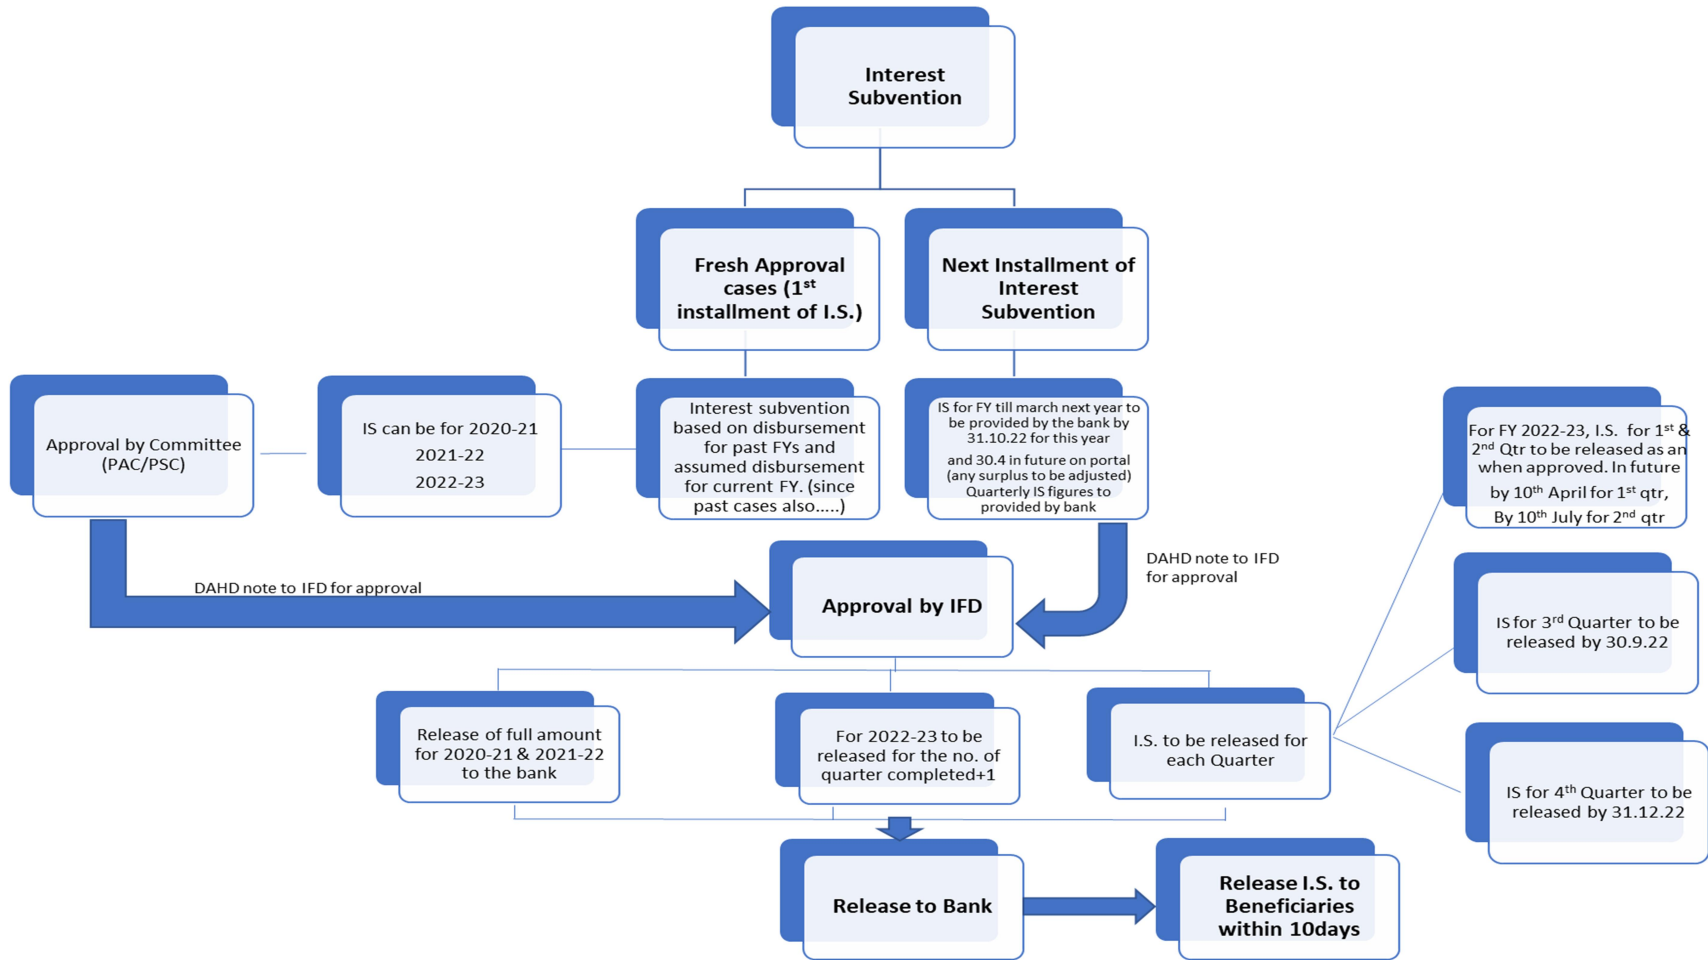 Interest
Subvention
Fresh Approval
cases (1st
installment of I.S.)
Next Installment of
Interest
Subvention
Approval by Committee
(PAC/PSC)
IS can be for 2020-21
2021-22
2022-23
Interest subvention
based on disbursement
for past FYs and
assumed disbursement
for current FY. (since
past cases also.....)
IS for FY till march next year to
be provided by the bank by
31.10.22 for this year
and 30.4 in future on portal
(any surplus to be adjusted)
Quarterly IS figures to
provided by bank
For FY 2022-23, I.S. for 1st &
2nd Qtr to be released as an
when approved. In future
by 10th April for 1st qtr,
By 10th July for 2nd qtr
DAHD note to IFD for approval
Approval by IFD
DAHD note to IFD
for approval
IS for 3rd Quarter to be
released by 30.9.22
Release of full amount
for 2020-21 & 2021-22
to the bank
For 2022-23 to be
released for the no. of
quarter completed+1
I.S. to be released for
each Quarter
IS for 4th Quarter to be
released by 31.12.22
Release to Bank
Release I.S. to
Beneficiaries
within 10days